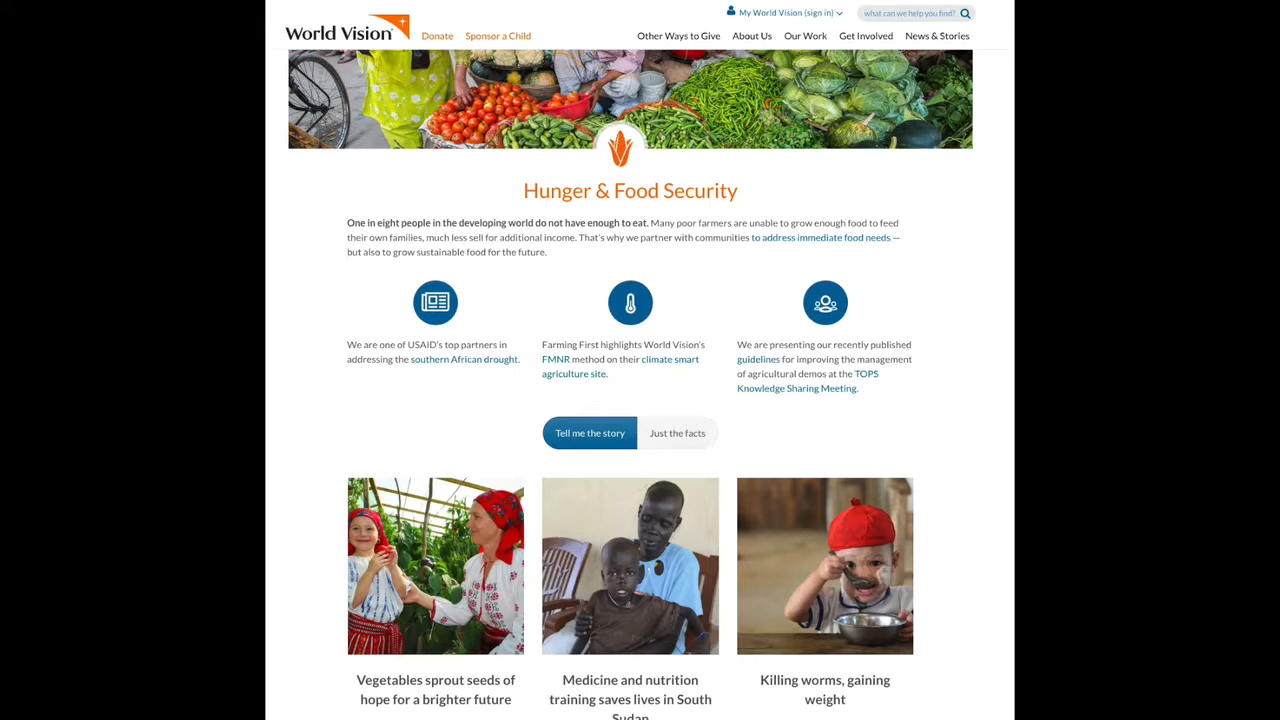 My World Vision (sign in)
what can we help you find?
World Vision
Donate
Sponsor a Child
Other Ways to Give
About Us
Our Work
Get Involved
News & Stories
Hunger & Food Security
One in eight people in the developing world do not have enough to eat. Many poor farmers are unable to grow enough food to feed
their own families, much less sell for additional income. That's why we partner with communities to address immediate food needs —
but also to grow sustainable food for the future.
We are one of USAID's top partners in
addressing the southern African drought.
Farming First highlights World Vision's
FMNR method on their climate smart
agriculture site.
We are presenting our recently published
guidelines for improving the management
of agricultural demos at the TOPS
Knowledge Sharing Meeting.
Tell me the story
Just the facts
Vegetables sprout seeds of
hope for a brighter future
Medicine and nutrition
training saves lives in South
Sudan
Killing worms, gaining
weight